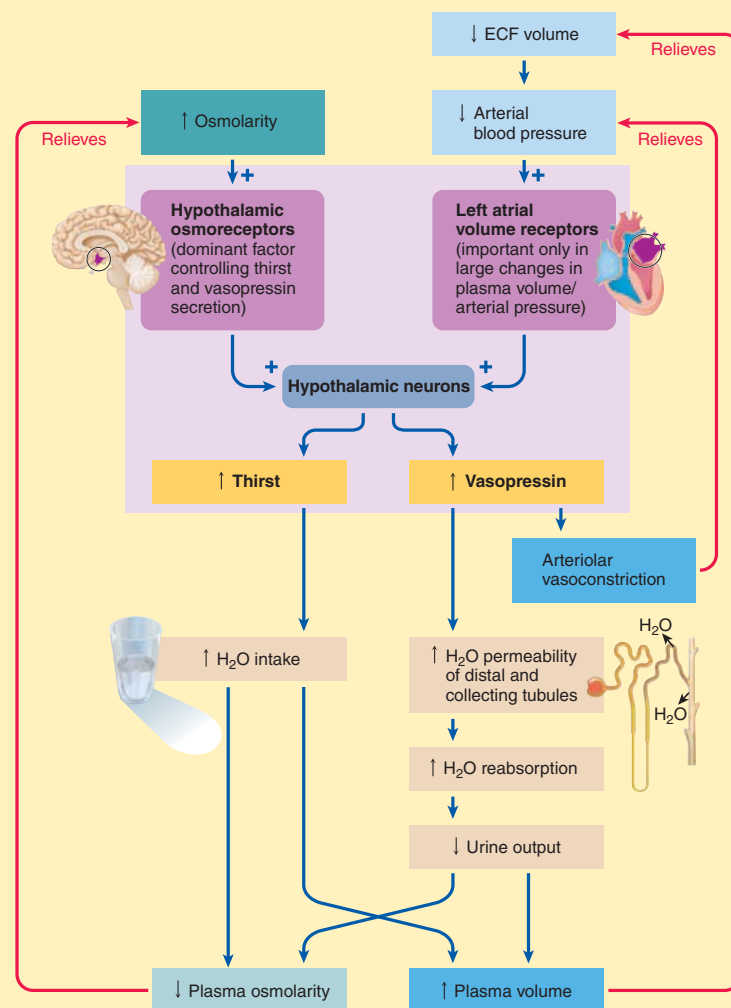 ↓ ECF volume
Relieves
↑ Osmolarity
Relieves
↓ Arterial
blood pressure
Relieves
+
+
Hypothalamic
osmoreceptors
(dominant factor
controlling thirst
and vasopressin
secretion)
Left atrial
volume receptors
(important only in
large changes in
plasma volume/
arterial pressure)
+
+
Hypothalamic neurons
↑ Thirst
↑ Vasopressin
Arteriolar
vasoconstriction
↑ H₂O intake
↑ H₂O permeability
of distal and
collecting tubules
H₂O
H₂O
↑ H₂O reabsorption
↓ Urine output
↓ Plasma osmolarity
↑ Plasma volume